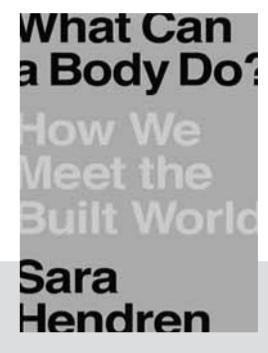 What Can
a Body Do?
How We
Meet the
Built World
Sara
Hendren